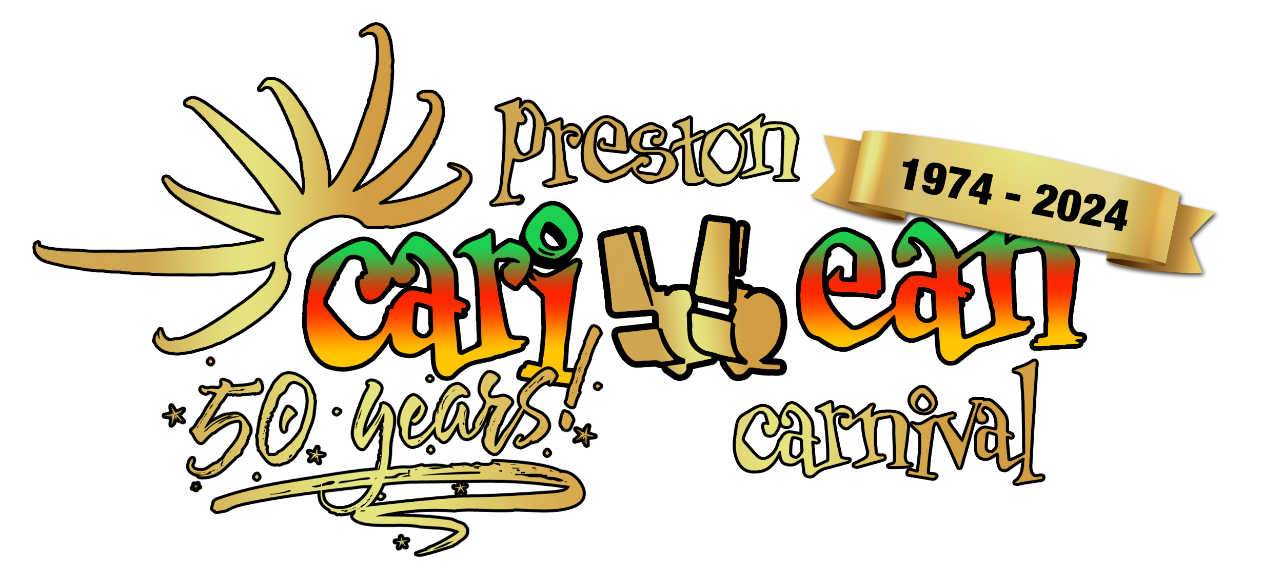 preston
1974 - 2024
caribbean
50 years!
carnival